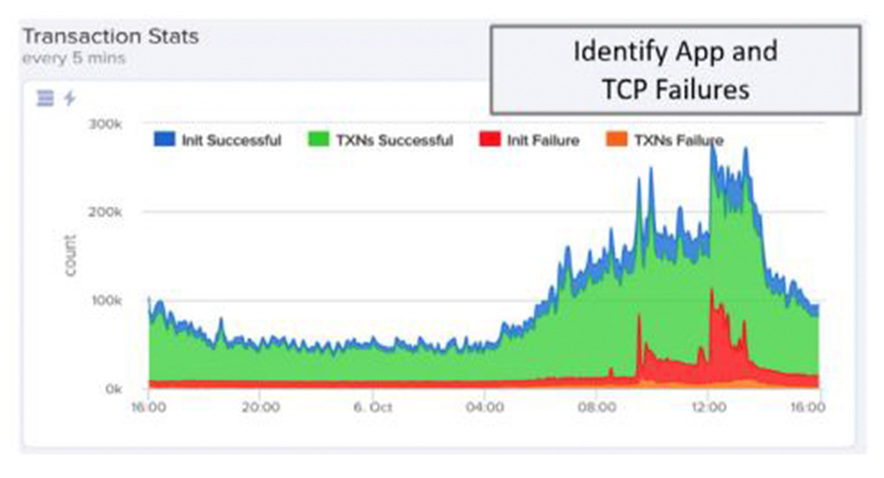 Transaction Stats
every 5 mins
Identify App and
TCP Failures
300k
Init Successful TXNs Successful Init Failure TXNs Failure
200k
count
100k
0k
16:00 20:00 6. Oct 04:00 08:00 12:00 16:00